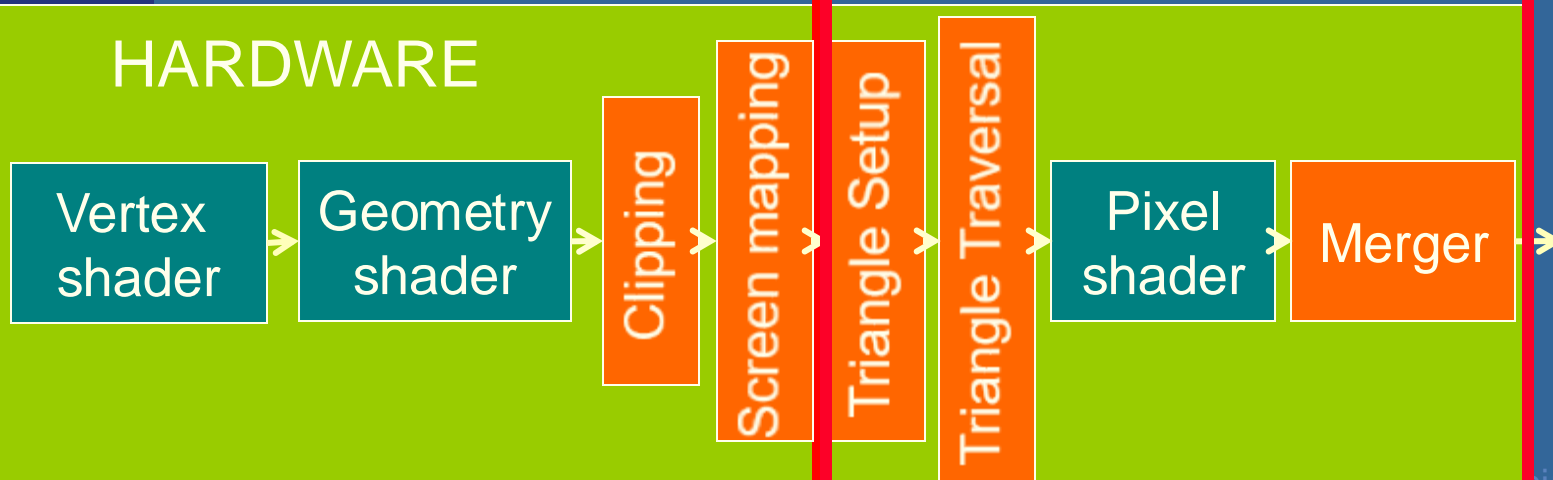 HARDWARE
Vertex
shader
Geometry
shader
Clipping
Screen mapping
Triangle Setup
Triangle Traversal
Pixel
shader
Merger